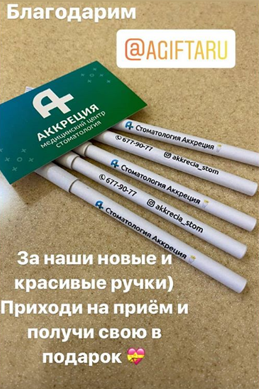 Благодарим
@AGIFTARU
АККРЕЦИЯ
медицинский центр
стоматология
Стоматология Аккреция
677-90-77 akkrecia_stom
Стоматология Аккреция
677-90-77 akkrecia_stom
Стоматология Аккреция
За наши новые и
красивые ручки)
Приходи на приём и
получи свою в
подарок 💝